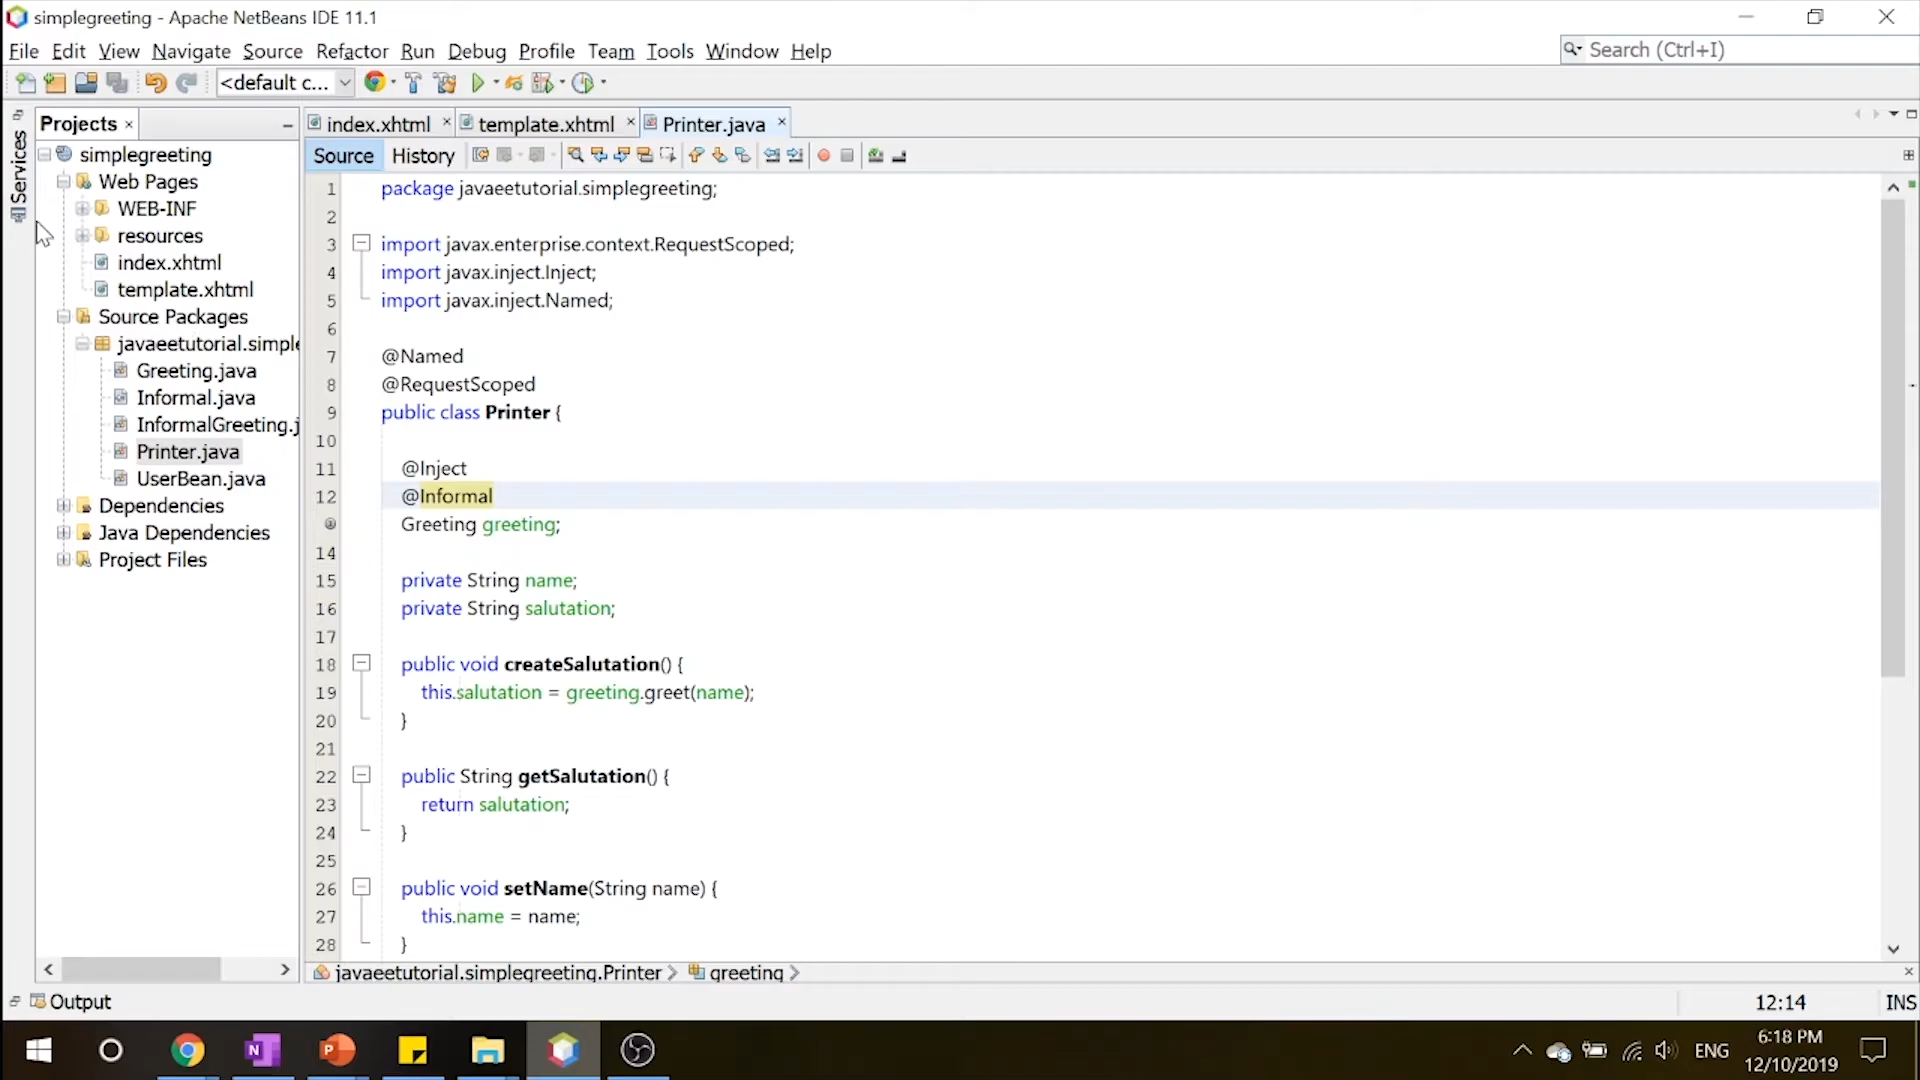 simplegreeting - Apache NetBeans IDE 11.1
File Edit View Navigate Source Refactor Run Debug Profile Team Tools Window Help
Search (Ctrl+I)
<default c...
Services
Projects
simplegreeting
Web Pages
WEB-INF
resources
index.xhtml
template.xhtml
Source Packages
javaeetutorial.simple
Greeting.java
Informal.java
InformalGreeting.j
Printer.java
UserBean.java
Dependencies
Java Dependencies
Project Files
index.xhtml template.xhtml Printer.java
Source History
1 package javaeetutorial.simplegreeting;
2
3 import javax.enterprise.context.RequestScoped;
4 import javax.inject.Inject;
5 import javax.inject.Named;
6
7 @Named
8 @RequestScoped
9 public class Printer {
10
11 @Inject
12 @Informal
Greeting greeting;
14
15 private String name;
16 private String salutation;
17
18 public void createSalutation() {
19 this.salutation = greeting.greet(name);
20 }
21
22 public String getSalutation() {
23 return salutation;
24 }
25
26 public void setName(String name) {
27 this.name = name;
28 }
javaeetutorial.simplegreeting.Printer greeting
Output
12:14 INS
ENG
6:18 PM
12/10/2019